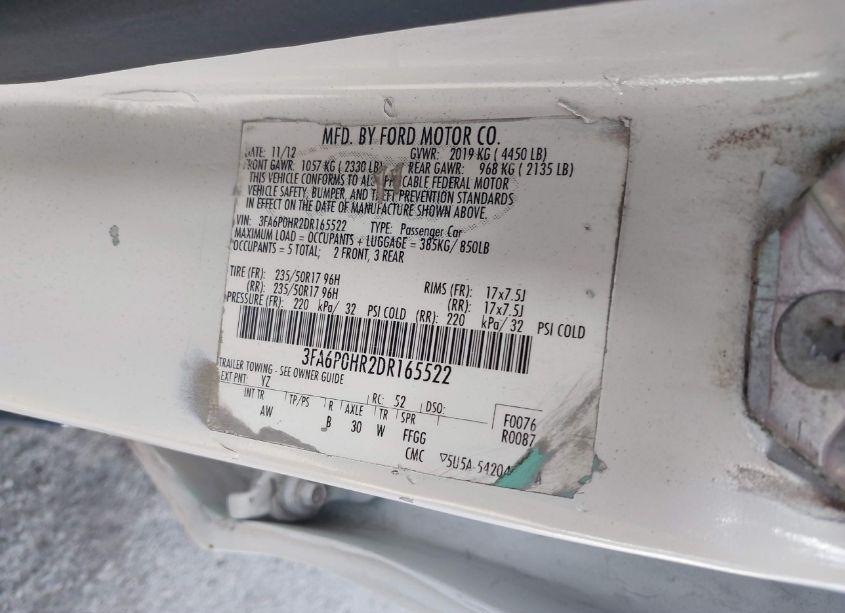 MFD. BY FORD MOTOR CO.
DATE: 11/12 GVWR: 2019 KG ( 4450 LB)
FRONT GAWR: 1057 KG ( 2330 LB) REAR GAWR: 968 KG ( 2135 LB)
THIS VEHICLE CONFORMS TO FEDERAL MOTOR
VEHICLE SAFETY, BUMPER, AND THEFT PREVENTION STANDARDS
IN EFFECT ON THE DATE OF MANUFACTURE SHOWN ABOVE.
VIN: 3FA6P0HR2DR165522 TYPE: Passenger Car
MAXIMUM LOAD = OCCUPANTS + LUGGAGE = 385KG/ 850LB
OCCUPANTS = 5 TOTAL; 2 FRONT, 3 REAR
TIRE (FR): 235/50R17 96H RIMS (FR): 17x7.5J
(RR): 235/50R17 96H (RR): 17x7.5J
PRESSURE (FR): 220 kPa/ 32 PSI COLD (RR): 220 kPa/ 32 PSI COLD
3FA6P0HR2DR165522
TRAILER TOWING - SEE OWNER GUIDE
EXT PNT: YZ RC: 52 DSO:
INT TR TP/PS R AXLE TR SPR F0076
AW B 30 W FFGG R0087
CMC ▽5U5A-54204